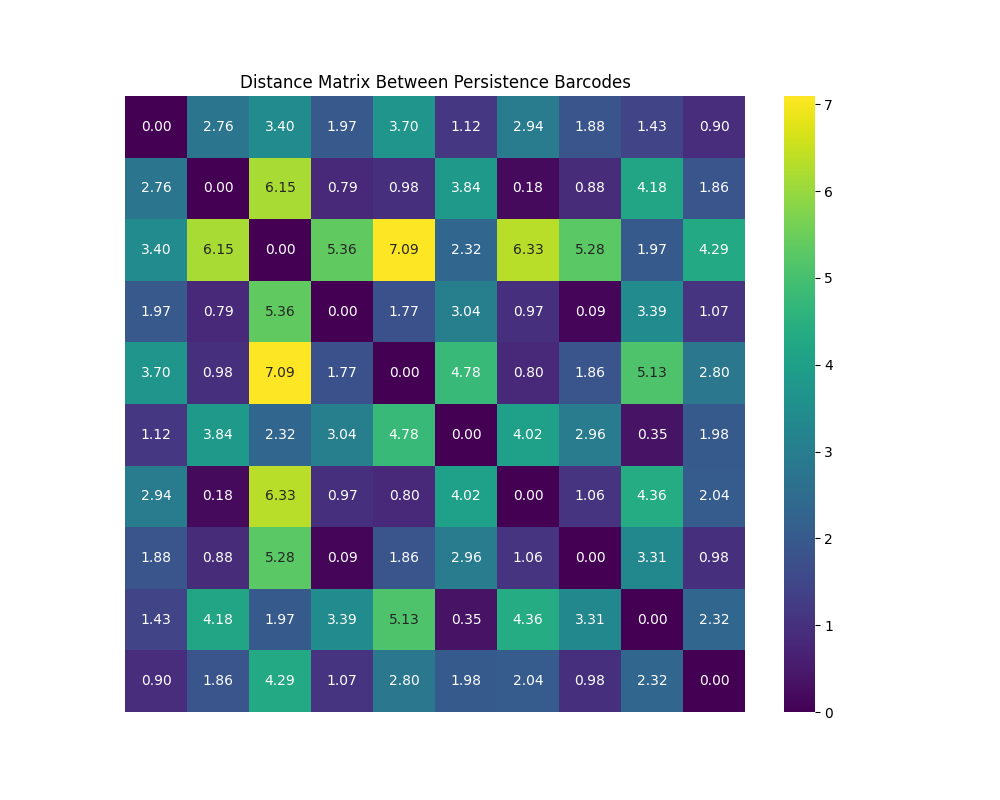 Distance Matrix Between Persistence Barcodes
0.00 2.76 3.40 1.97 3.70 1.12 2.94 1.88 1.43 0.90
2.76 0.00 6.15 0.79 0.98 3.84 0.18 0.88 4.18 1.86
3.40 6.15 0.00 5.36 7.09 2.32 6.33 5.28 1.97 4.29
1.97 0.79 5.36 0.00 1.77 3.04 0.97 0.09 3.39 1.07
3.70 0.98 7.09 1.77 0.00 4.78 0.80 1.86 5.13 2.80
1.12 3.84 2.32 3.04 4.78 0.00 4.02 2.96 0.35 1.98
2.94 0.18 6.33 0.97 0.80 4.02 0.00 1.06 4.36 2.04
1.88 0.88 5.28 0.09 1.86 2.96 1.06 0.00 3.31 0.98
1.43 4.18 1.97 3.39 5.13 0.35 4.36 3.31 0.00 2.32
0.90 1.86 4.29 1.07 2.80 1.98 2.04 0.98 2.32 0.00
7
6
5
4
3
2
1
0